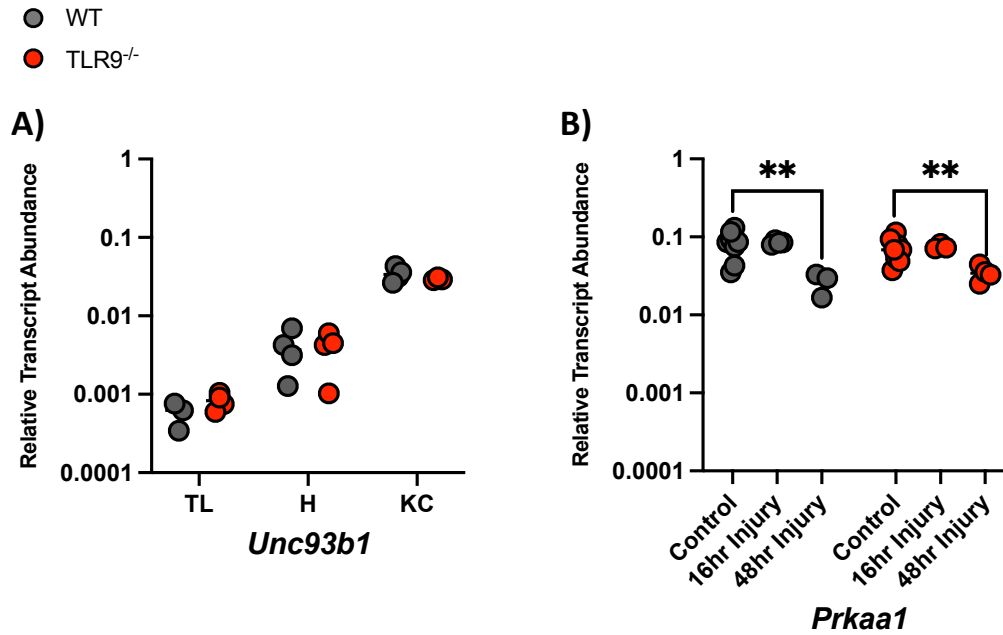 WT
TLR9-/-
A)
Relative Transcript Abundance
1
0.1
0.01
0.001
0.0001
TL H KC
Unc93b1
B)
Relative Transcript Abundance
1
0.1
0.01
0.001
0.0001
** **
Control 16hr Injury 48hr Injury Control 16hr Injury 48hr Injury
Prkaa1